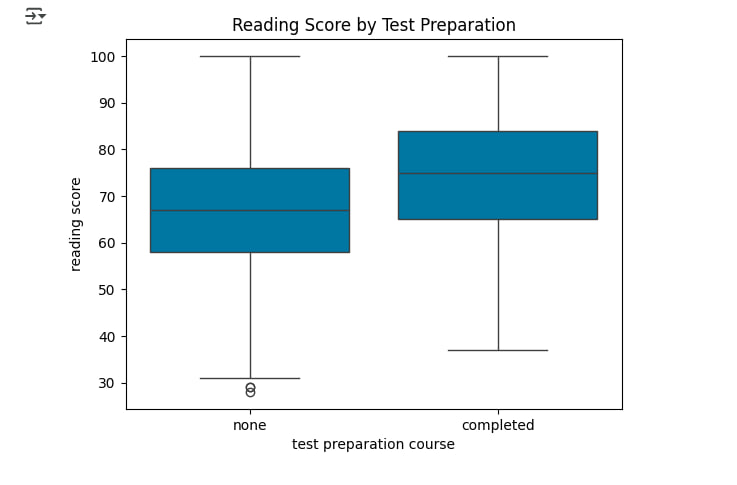 Reading Score by Test Preparation
100
90
80
70
60
50
40
30
reading score
none completed
test preparation course